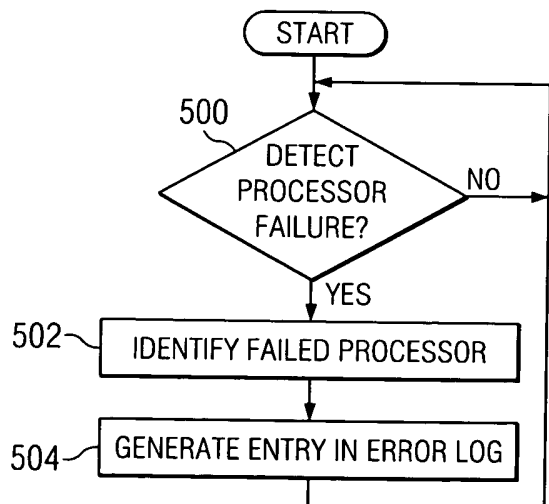 START
500
DETECT
PROCESSOR
FAILURE?
NO
YES
502
IDENTIFY FAILED PROCESSOR
504
GENERATE ENTRY IN ERROR LOG